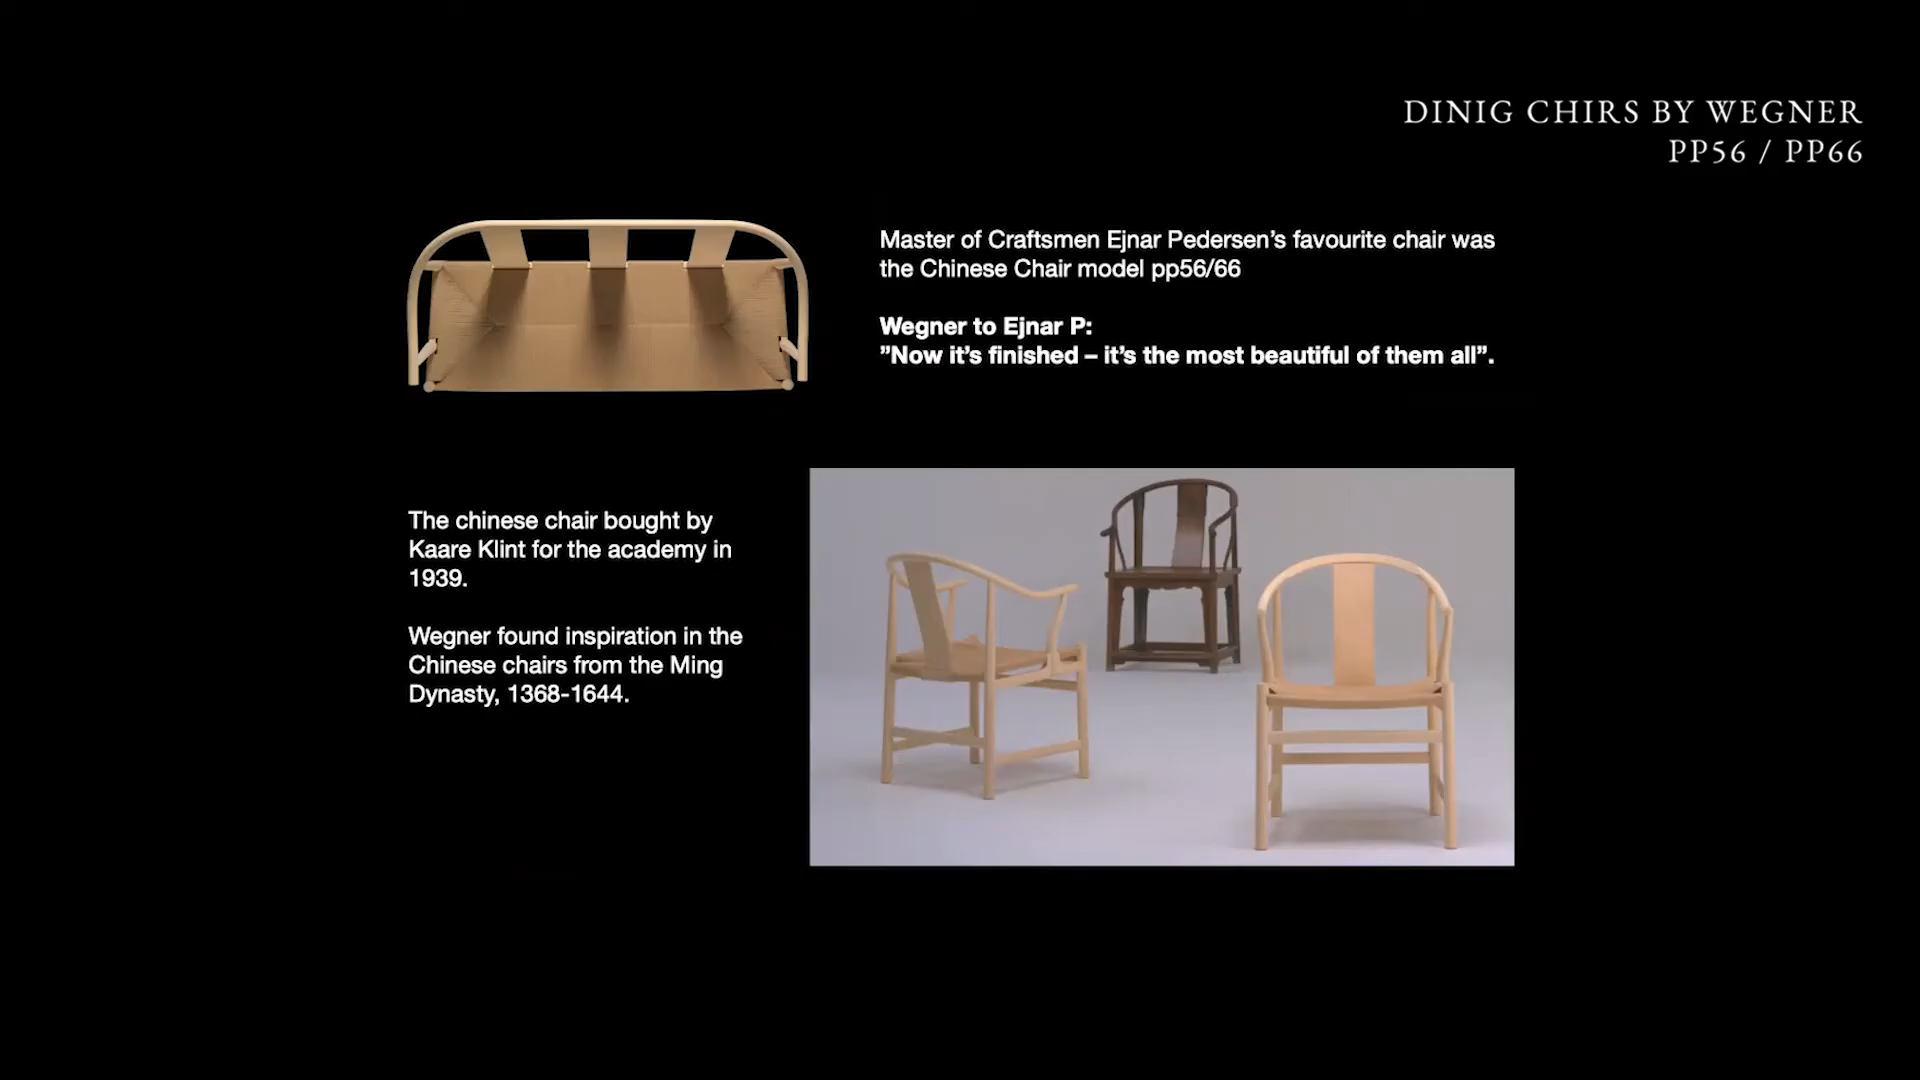 DINIG CHIRS BY WEGNER
PP56 / PP66
Master of Craftsmen Ejnar Pedersen’s favourite chair was
the Chinese Chair model pp56/66
Wegner to Ejnar P:
”Now it’s finished – it’s the most beautiful of them all”.
The chinese chair bought by
Kaare Klint for the academy in
1939.
Wegner found inspiration in the
Chinese chairs from the Ming
Dynasty, 1368-1644.